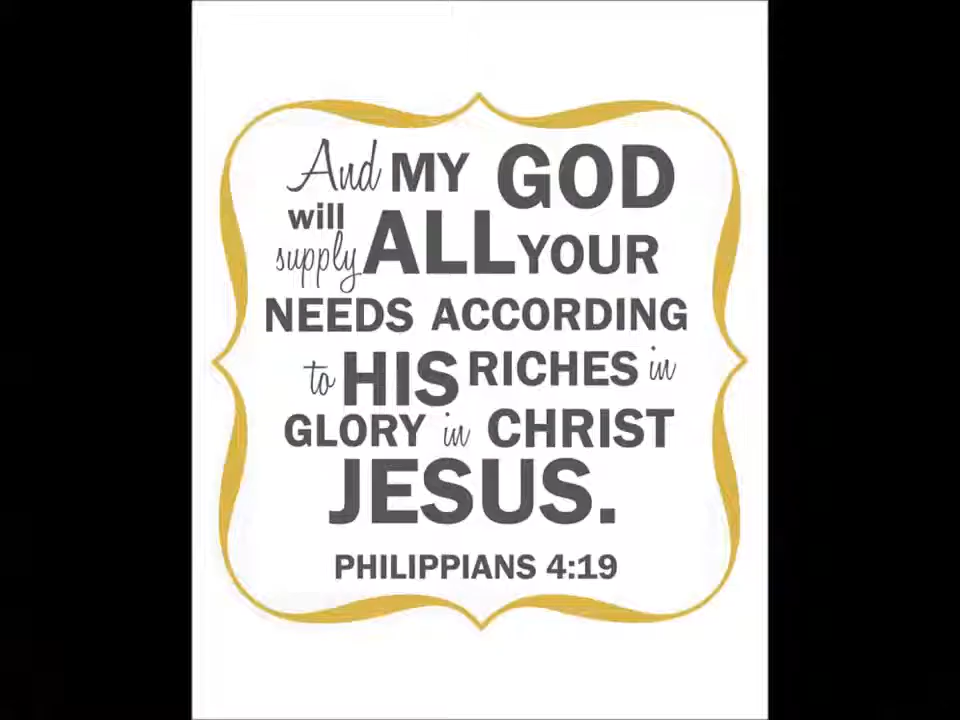 And MY GOD
will supply ALL YOUR
NEEDS ACCORDING
to HIS RICHES in
GLORY in CHRIST
JESUS.
PHILIPPIANS 4:19